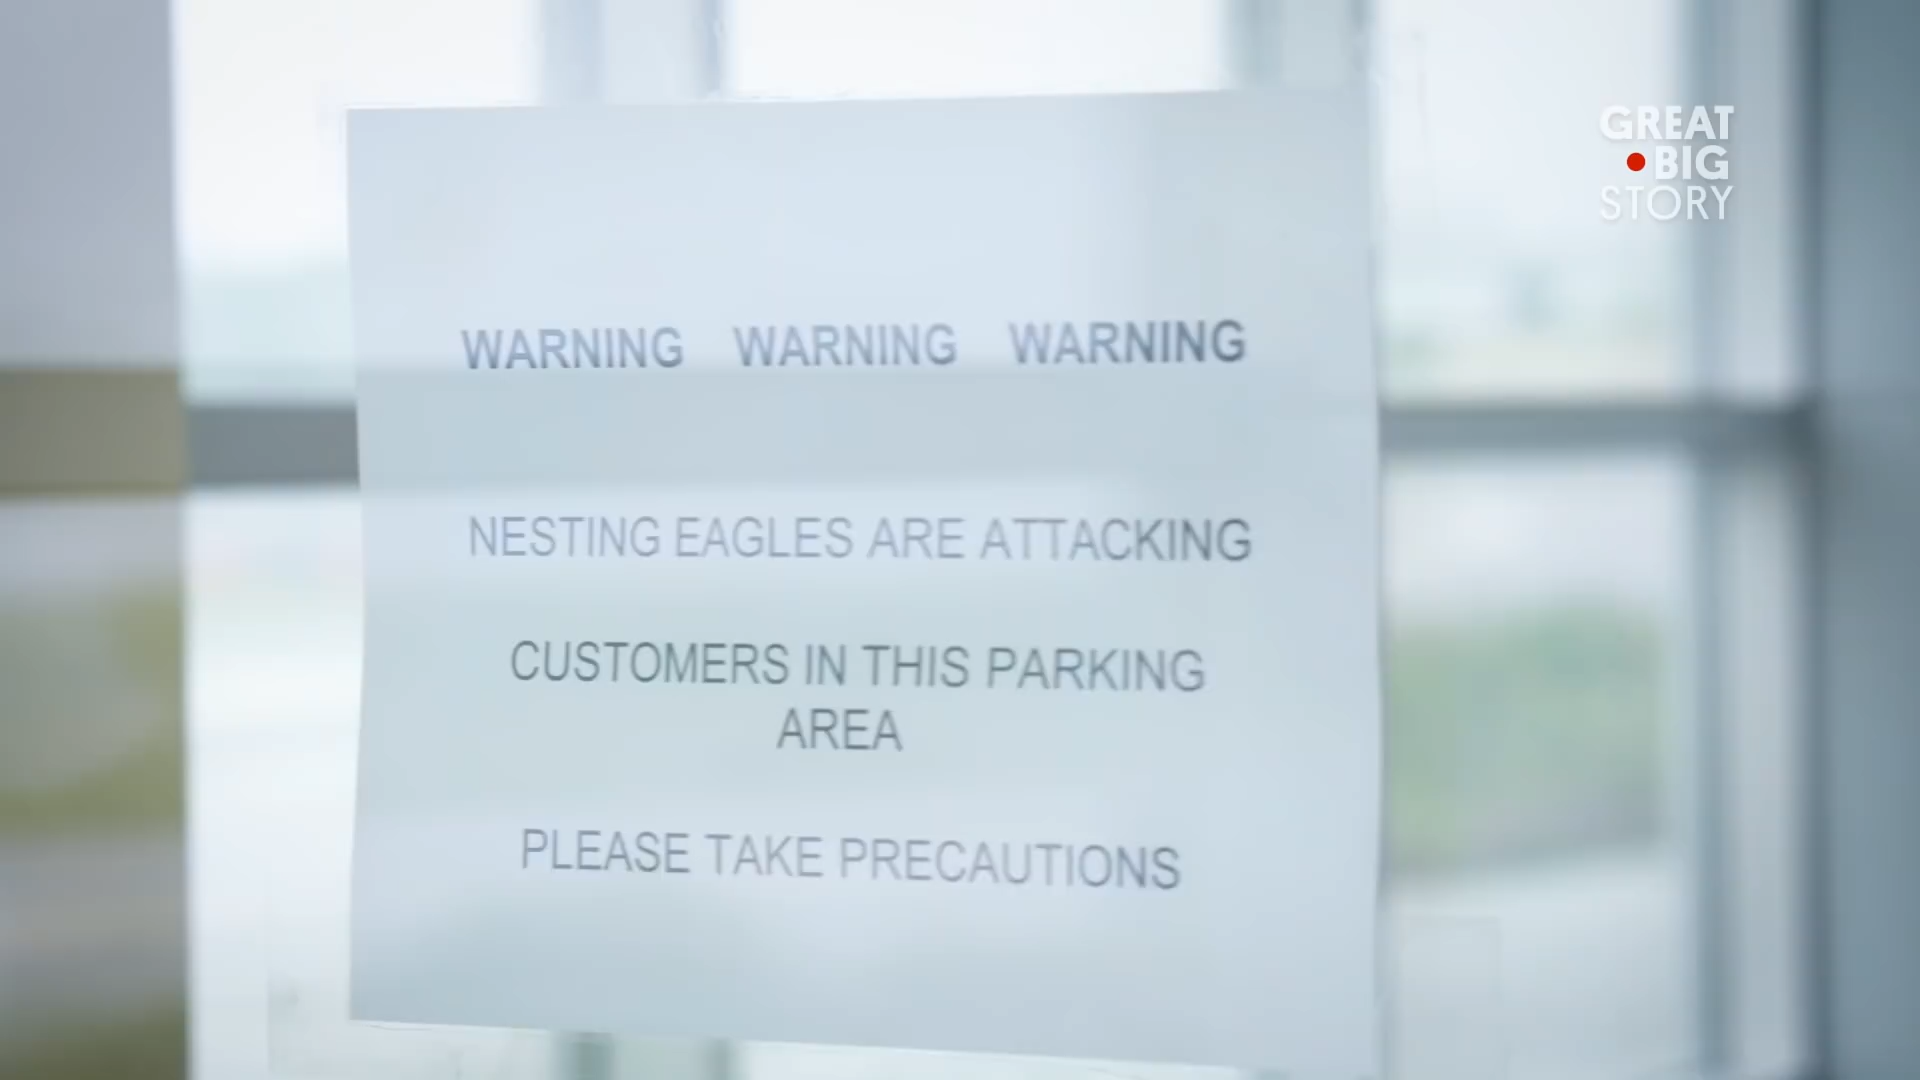 WARNING WARNING WARNING
NESTING EAGLES ARE ATTACKING
CUSTOMERS IN THIS PARKING
AREA
PLEASE TAKE PRECAUTIONS
GREAT
BIG
STORY